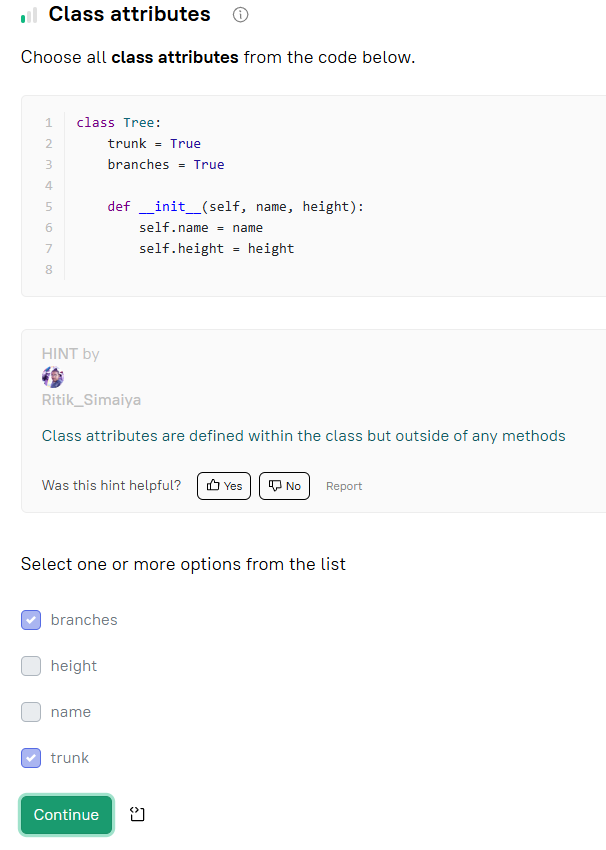 Class attributes
Choose all class attributes from the code below.
1 class Tree:
2     trunk = True
3     branches = True
4
5     def __init__(self, name, height):
6         self.name = name
7         self.height = height
8
HINT by
Ritik_Simaiya
Class attributes are defined within the class but outside of any methods
Was this hint helpful? Yes No Report
Select one or more options from the list
branches
height
name
trunk
Continue